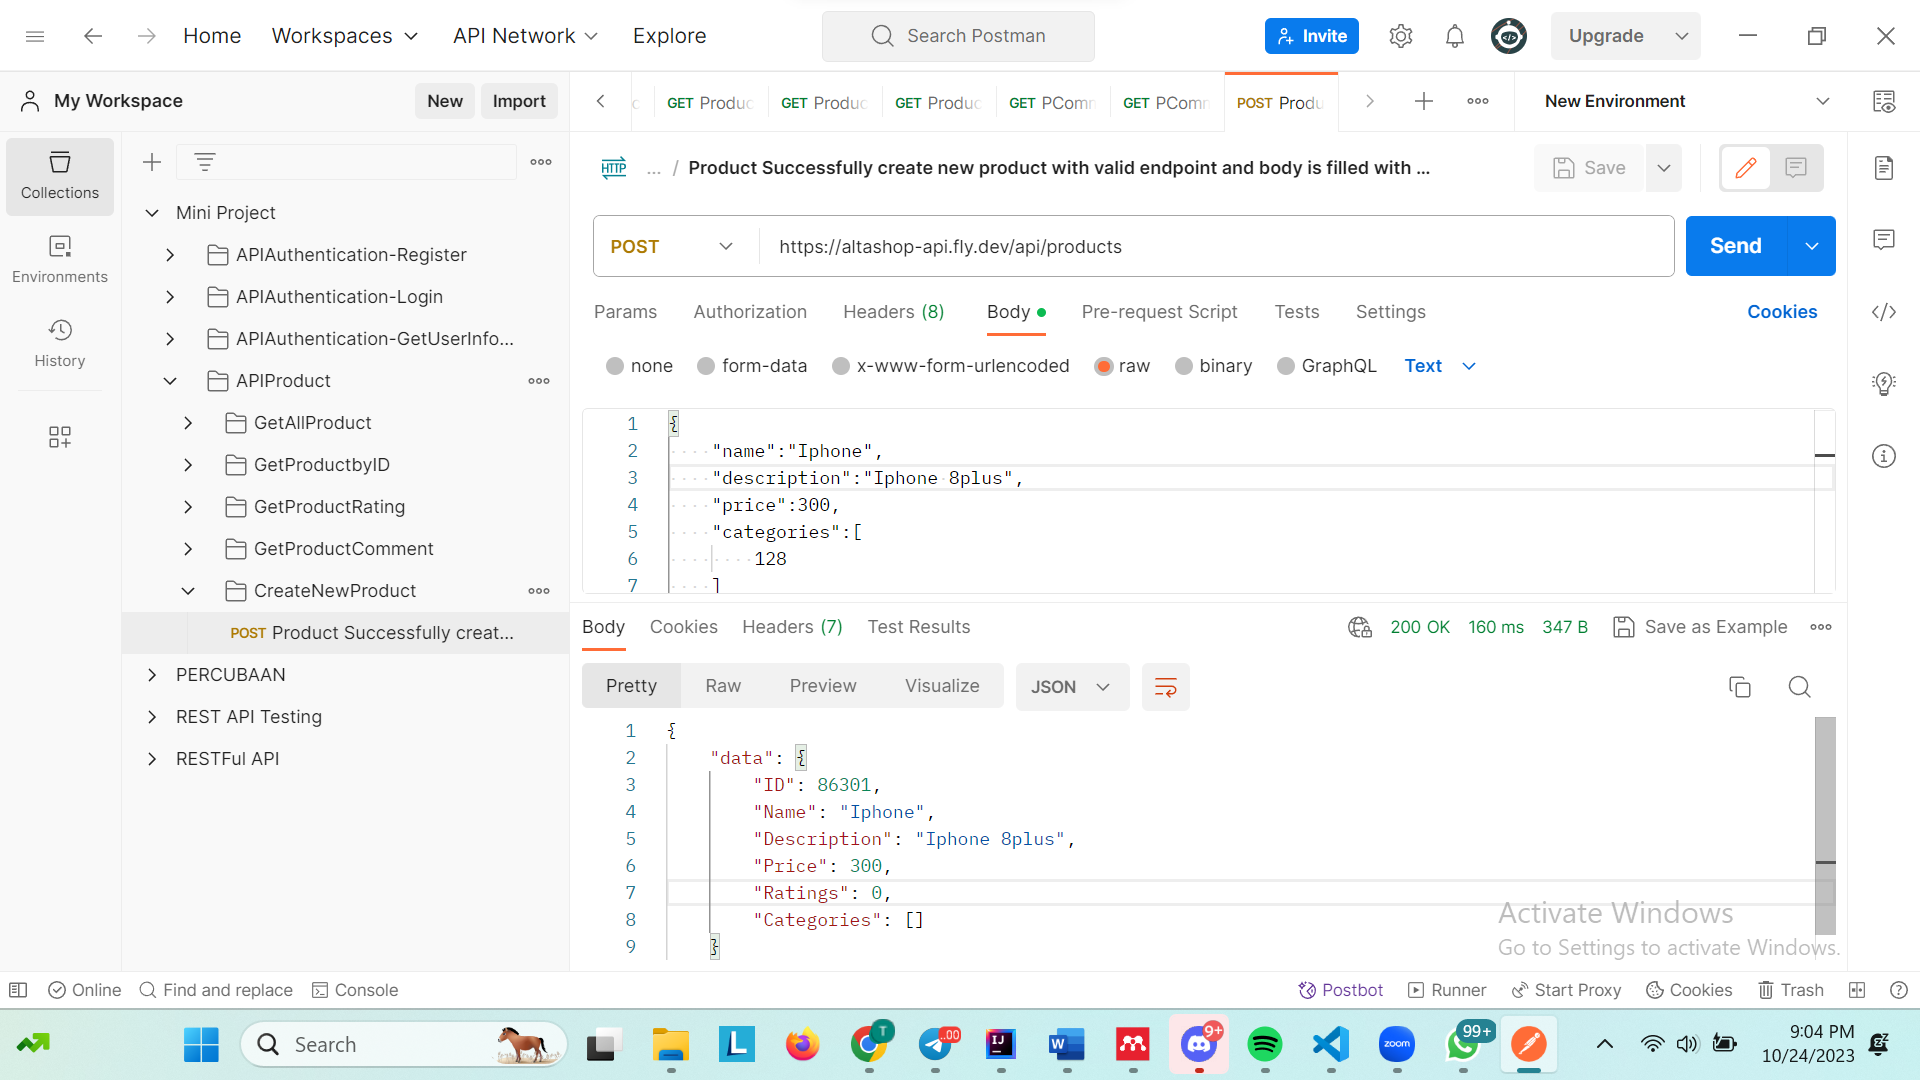 Home
Workspaces
API Network
Explore
Search Postman
Invite
Upgrade
My Workspace
New
Import
GET Produc
GET Produc
GET Produc
GET PComm
GET PComm
POST Produ
New Environment
Collections
Environments
History
Mini Project
APIAuthentication-Register
APIAuthentication-Login
APIAuthentication-GetUserInfo...
APIProduct
GetAllProduct
GetProductbyID
GetProductRating
GetProductComment
CreateNewProduct
POST Product Successfully creat...
PERCUBAAN
REST API Testing
RESTFul API
HTTP ... / Product Successfully create new product with valid endpoint and body is filled with ...
Save
POST
https://altashop-api.fly.dev/api/products
Send
Params
Authorization
Headers (8)
Body
Pre-request Script
Tests
Settings
Cookies
none
form-data
x-www-form-urlencoded
raw
binary
GraphQL
Text
1 {
2 "name":"Iphone",
3 "description":"Iphone 8plus",
4 "price":300,
5 "categories":[
6 128
7 ]
Body
Cookies
Headers (7)
Test Results
200 OK
160 ms
347 B
Save as Example
Pretty
Raw
Preview
Visualize
JSON
1 {
2 "data": {
3 "ID": 86301,
4 "Name": "Iphone",
5 "Description": "Iphone 8plus",
6 "Price": 300,
7 "Ratings": 0,
8 "Categories": []
9 }
Activate Windows
Go to Settings to activate Windows.
Online
Find and replace
Console
Postbot
Runner
Start Proxy
Cookies
Trash
Search
L
T
..00
IJ
W
9+
zoom
99+
9:04 PM
10/24/2023